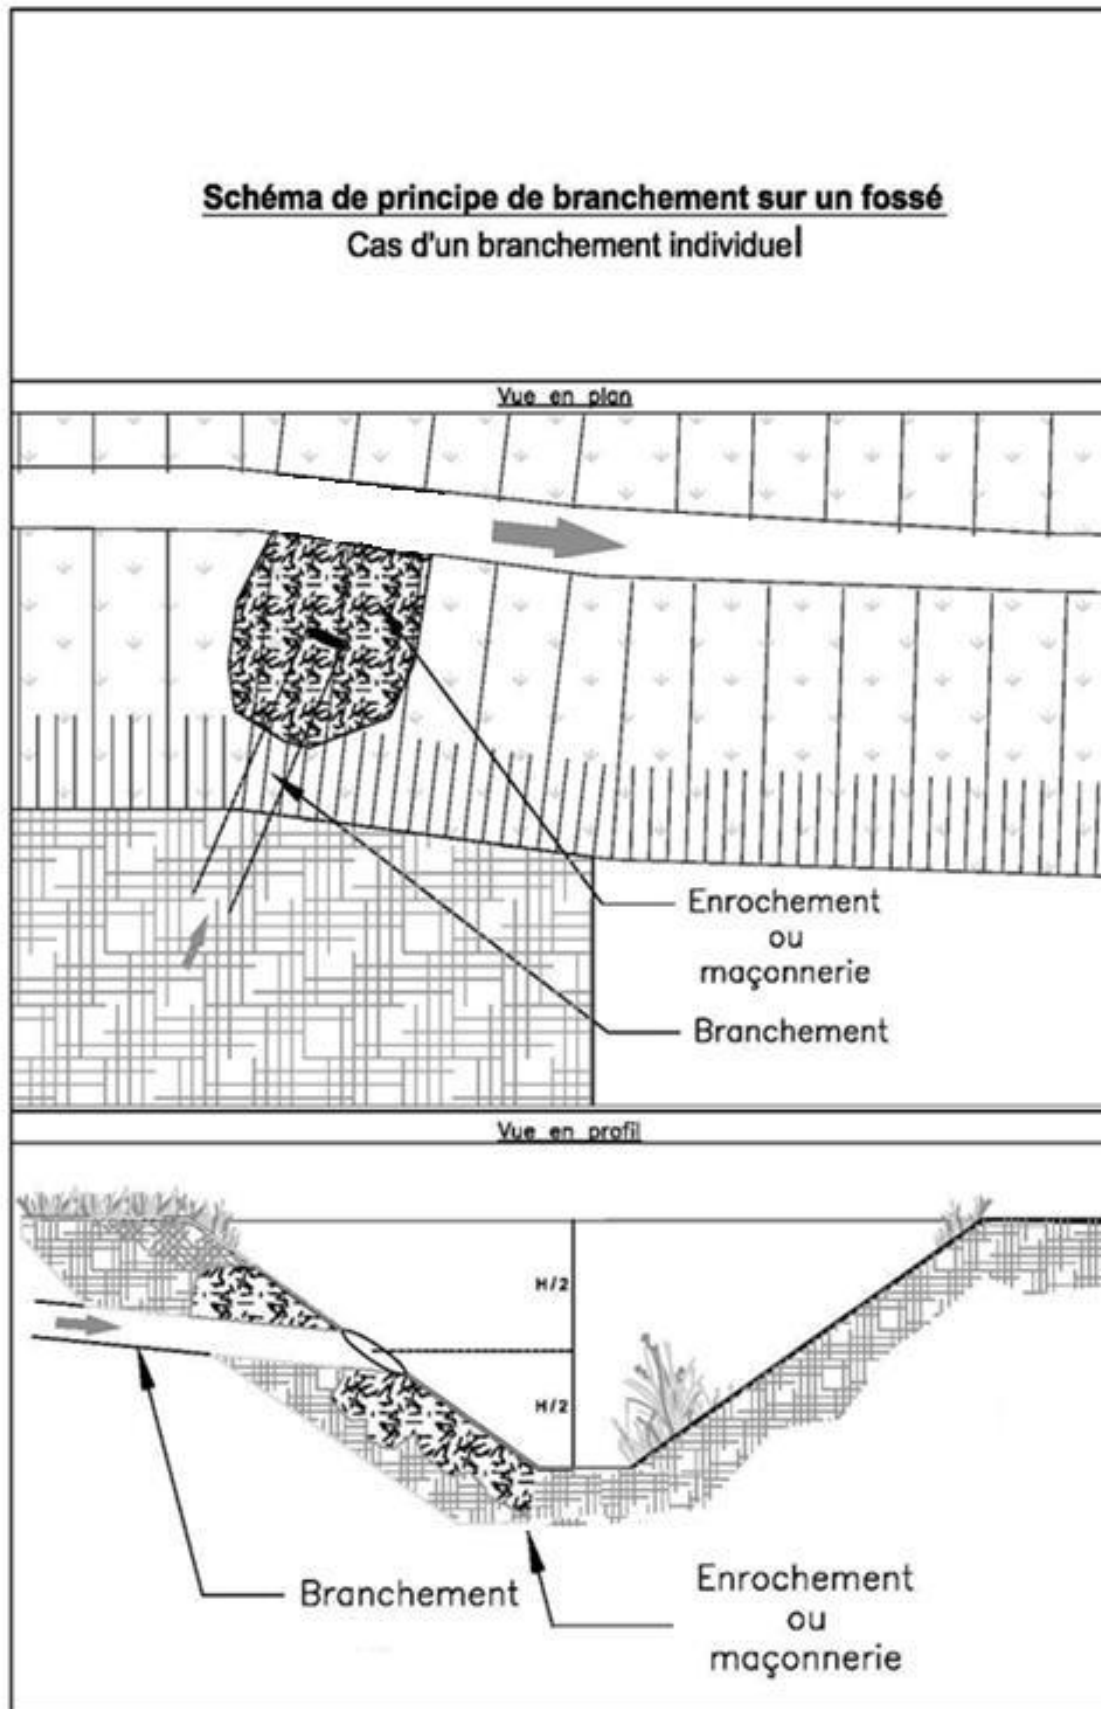 Schéma de principe de branchement sur un fossé
Cas d'un branchement individuel
Vue en plan
Enrochement
ou
maçonnerie
Branchement
Vue en profil
H/2
H/2
Branchement
Enrochement
ou
maçonnerie